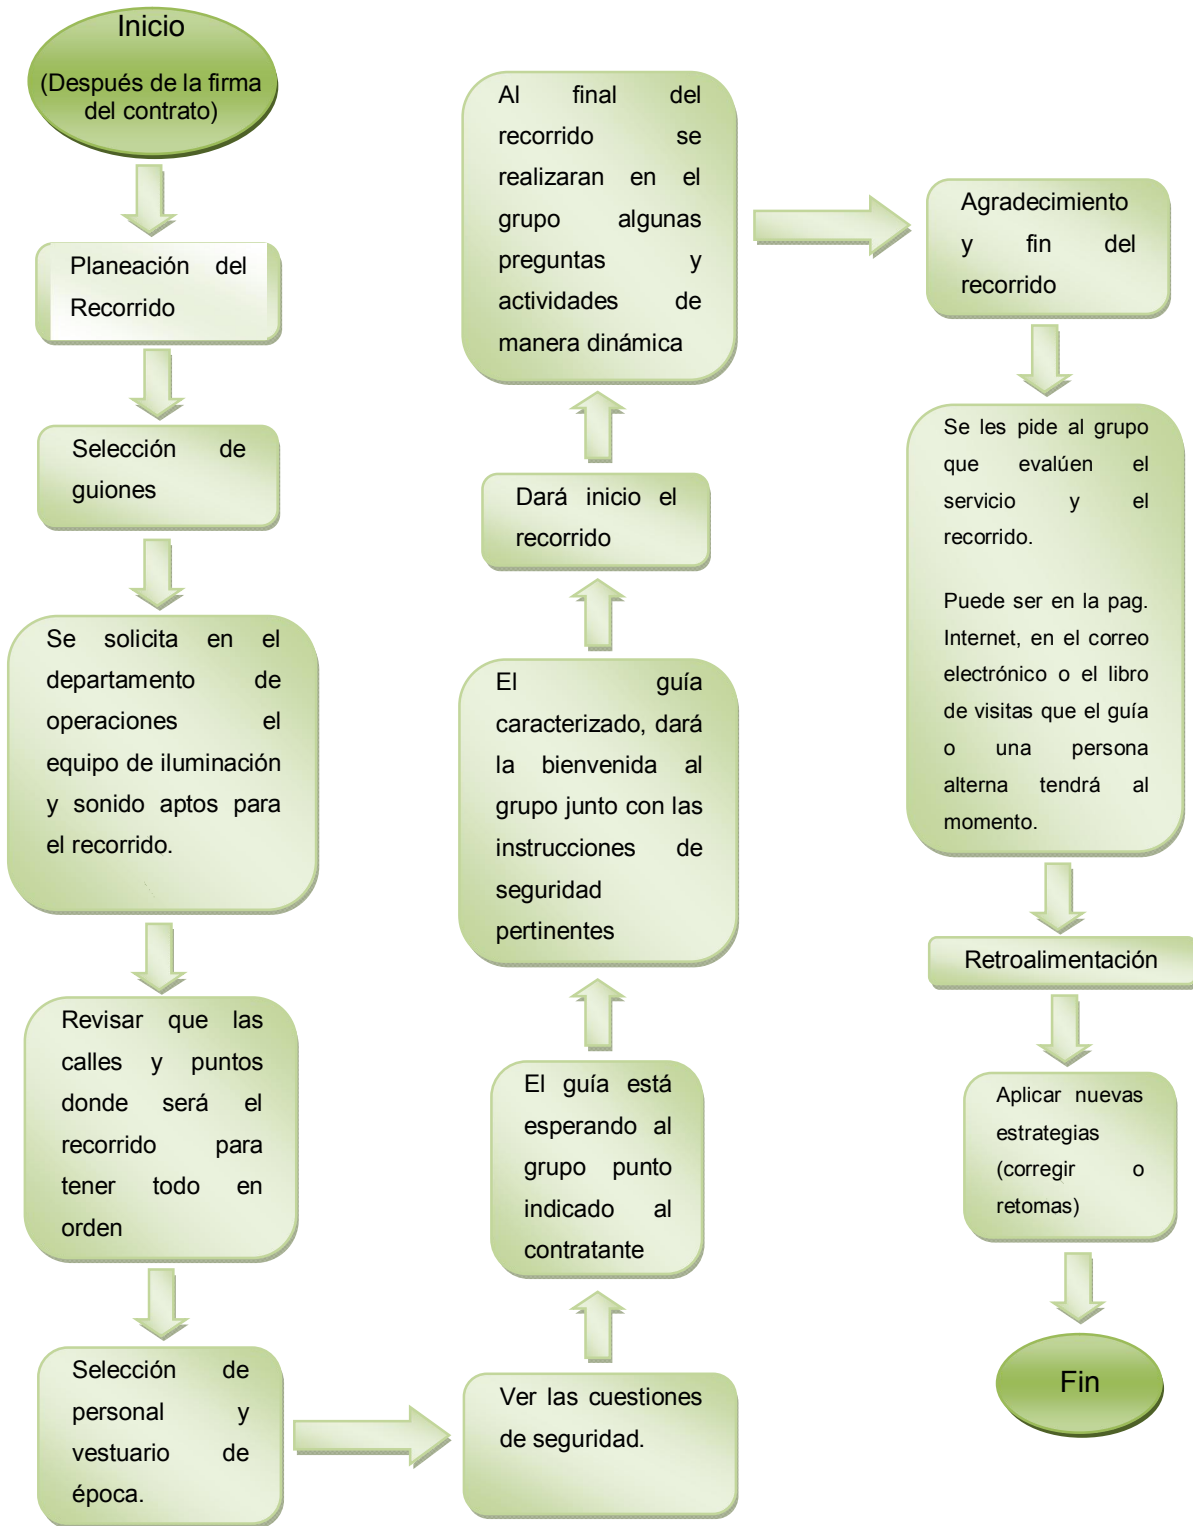 Inicio
(Después de la firma
del contrato)
Planeación del
Recorrido
Selección de
guiones
Se solicita en el
departamento de
operaciones el
equipo de iluminación
y sonido aptos para
el recorrido.
Revisar que las
calles y puntos
donde será el
recorrido para
tener todo en
orden
Selección de
personal y
vestuario de
época.
Ver las cuestiones
de seguridad.
El guía está
esperando al
grupo punto
indicado al
contratante
El guía
caracterizado, dará
la bienvenida al
grupo junto con las
instrucciones de
seguridad
pertinentes
Dará inicio el
recorrido
Al final del
recorrido se
realizaran en el
grupo algunas
preguntas y
actividades de
manera dinámica
Agradecimiento
y fin del
recorrido
Se les pide al grupo
que evalúen el
servicio y el
recorrido.
Puede ser en la pag.
Internet, en el correo
electrónico o el libro
de visitas que el guía
o una persona
alterna tendrá al
momento.
Retroalimentación
Aplicar nuevas
estrategias
(corregir o
retomas)
Fin